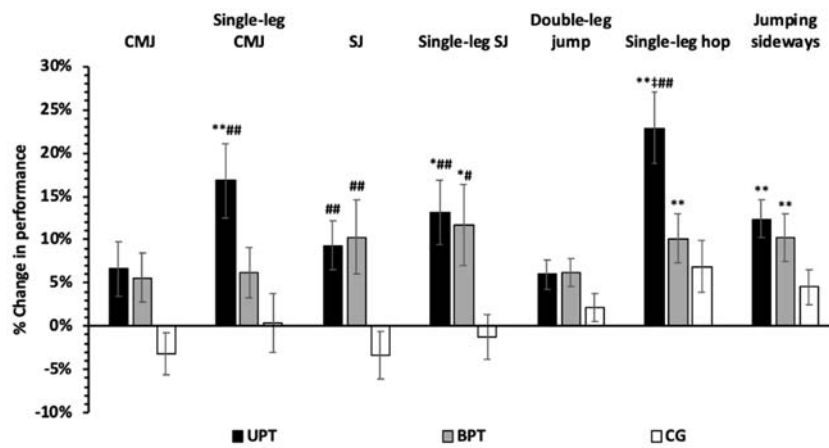 CMJ
Single-leg
CMJ
SJ
Single-leg SJ
Double-leg
jump
Single-leg hop
Jumping
sideways
% Change in performance
30%
25%
20%
15%
10%
5%
0%
-5%
-10%
**##
##
##
*##
*#
**‡##
**
**
**
UPT
BPT
CG